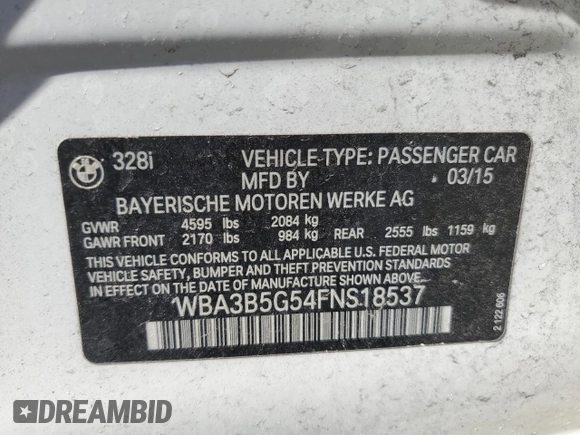 328i VEHICLE-TYPE: PASSENGER CAR
MFD BY 03/15
BAYERISCHE MOTOREN WERKE AG
GVWR 4595 lbs 2084 kg
GAWR FRONT 2170 lbs 984 kg REAR 2555 lbs 1159 kg
THIS VEHICLE CONFORMS TO ALL APPLICABLE U.S. FEDERAL MOTOR
VEHICLE SAFETY, BUMPER AND THEFT PREVENTION STANDARDS
IN EFFECT ON THE DATE OF MANUFACTURE SHOWN ABOVE.
WBA3B5G54FNS18537
2 122 606
DREAMBID